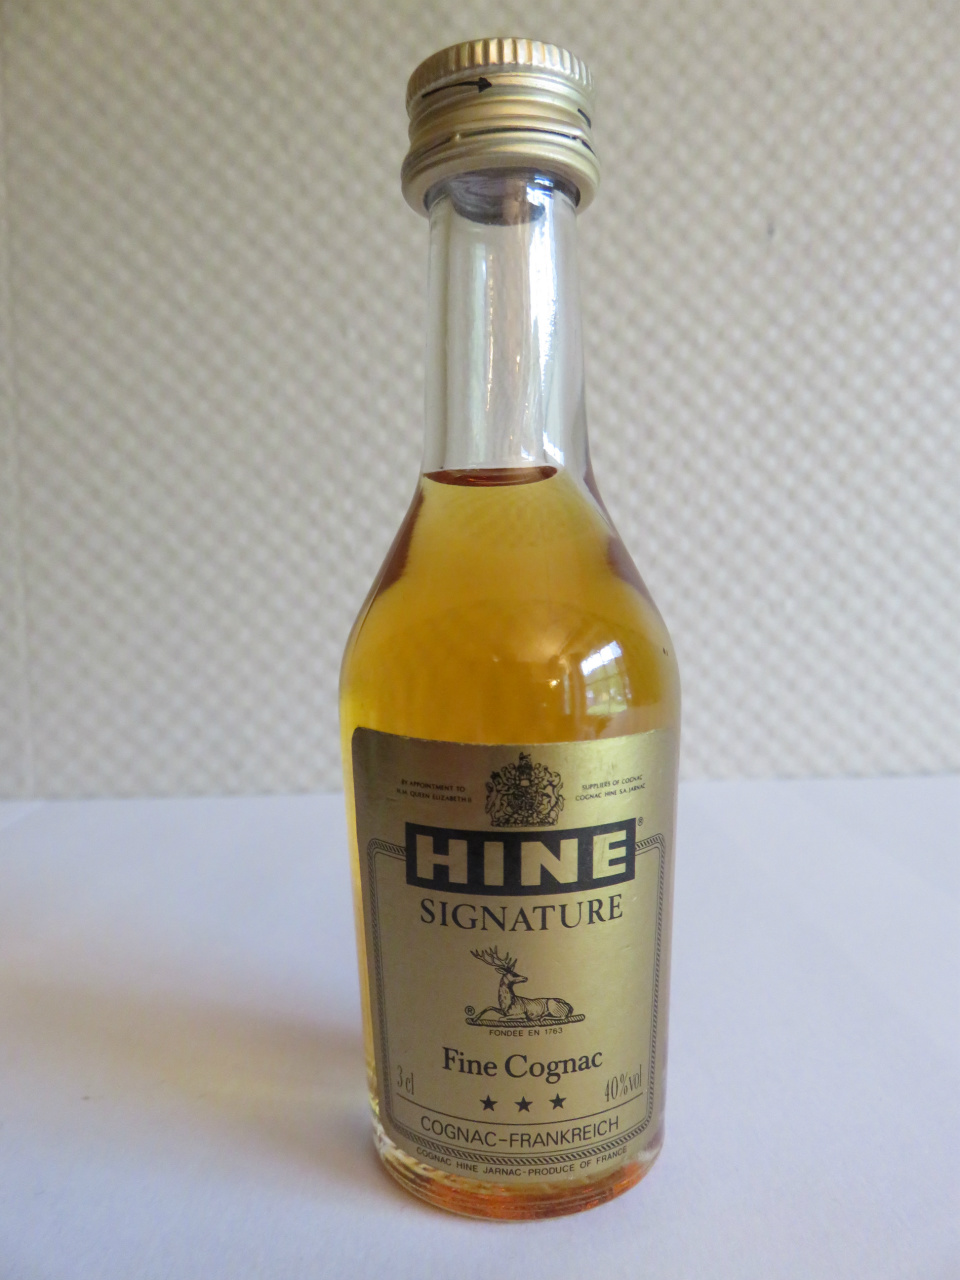 BY APPOINTMENT TO
H.M. QUEEN ELIZABETH II
SUPPLIERS OF COGNAC
COGNAC HINE S.A. JARNAC
HINE®
SIGNATURE
®
FONDÉE EN 1763
Fine Cognac
3 cl
40%vol
★ ★ ★
COGNAC-FRANKREICH
COGNAC HINE JARNAC-PRODUCE OF FRANCE